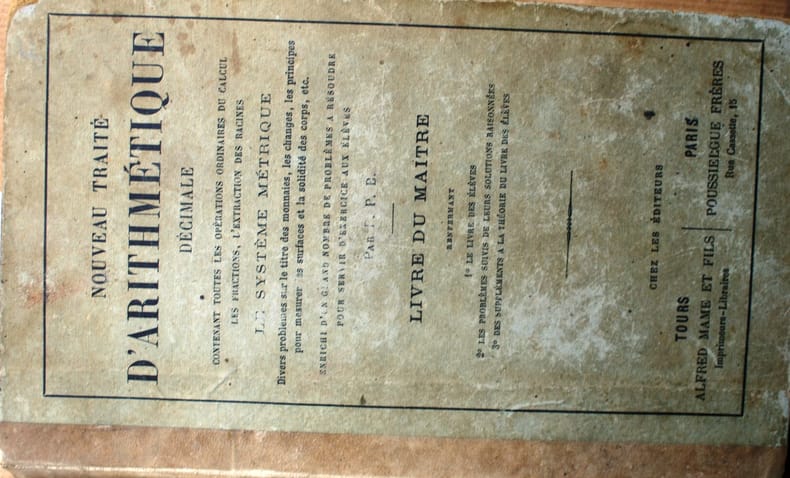 NOUVEAU TRAITÉ
D'ARITHMÉTIQUE
DÉCIMALE
CONTENANT TOUTES LES OPÉRATIONS ORDINAIRES DU CALCUL
LES FRACTIONS, L'EXTRACTION DES RACINES
LE SYSTÈME MÉTRIQUE
Divers problèmes sur le titre des monnaies, les changes, les principes
pour mesurer les surfaces et la solidité des corps, etc.
ENRICHI D'UN GRAND NOMBRE DE PROBLÈMES A RÉSOUDRE
POUR SERVIR D'EXERCICE AUX ÉLÈVES
PAR F. P. B.
LIVRE DU MAITRE
RENFERMANT
1º LE LIVRE DES ÉLÈVES
2º LES PROBLÈMES SUIVIS DE LEURS SOLUTIONS RAISONNÉES
3º DES SUPPLÉMENTS A LA THÉORIE DU LIVRE DES ÉLÈVES
CHEZ LES ÉDITEURS
TOURS
ALFRED MAME ET FILS
Imprimeurs-Libraires
PARIS
POUSSIELGUE FRÈRES
Rue Cassette, 15